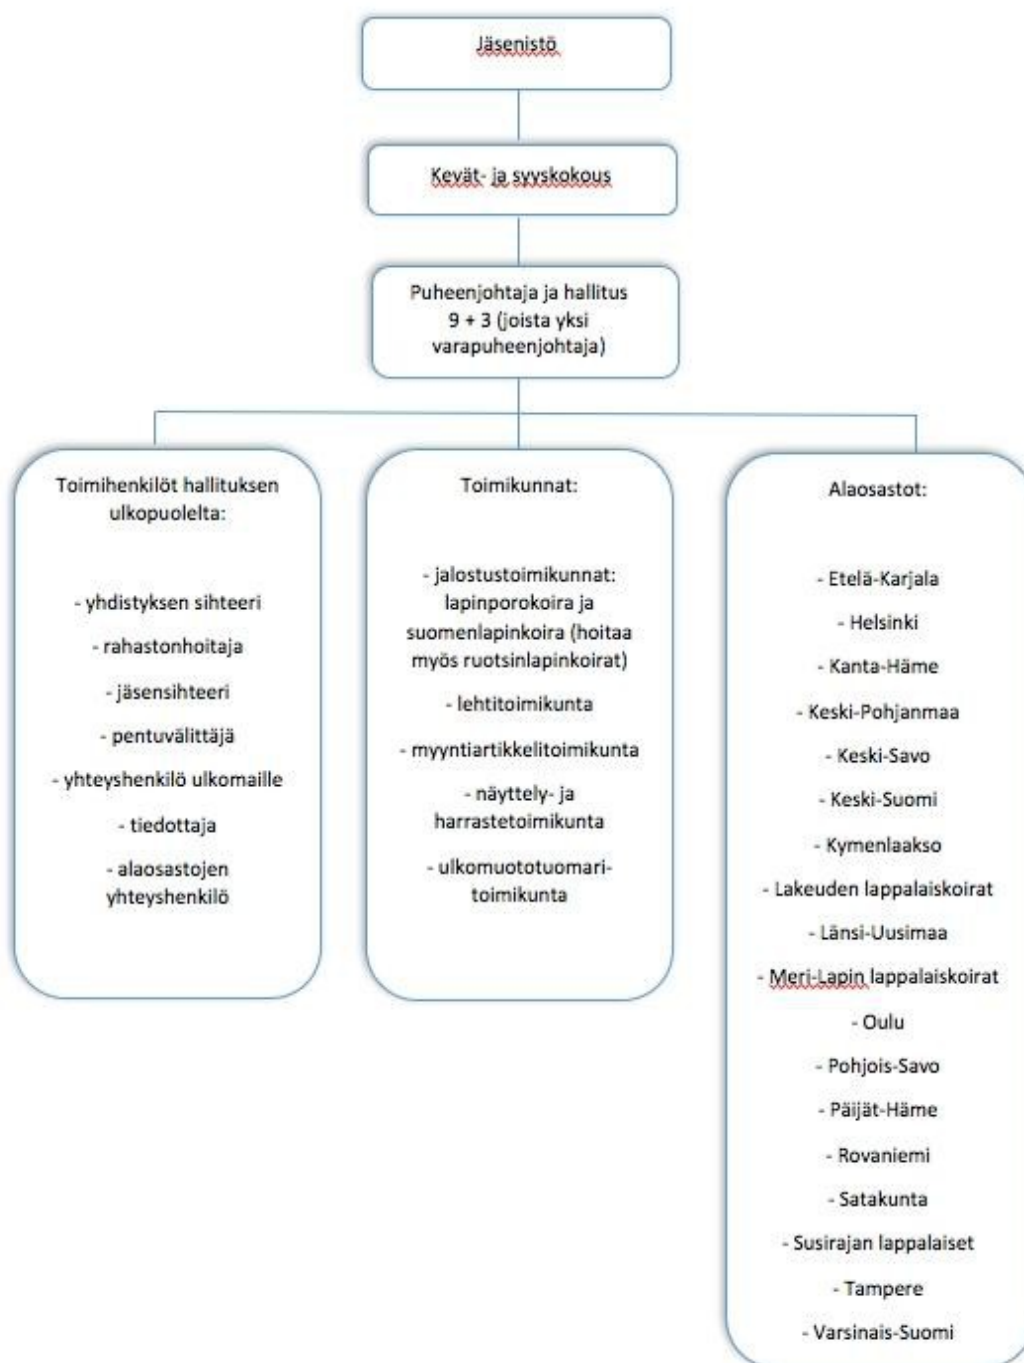 Jäsenistö
Kevät- ja syyskokous
Puheenjohtaja ja hallitus
9 + 3 (joista yksi
varapuheenjohtaja)
Toimihenkilöt hallituksen
ulkopuolelta:
- yhdistyksen sihteeri
- rahastonhoitaja
- jäsensihteeri
- pentuvälittäjä
- yhteyshenkilö ulkomaille
- tiedottaja
- alaosastojen
yhteyshenkilö
Toimikunnat:
- jalostustoimikunnat:
lapinporokoira ja
suomenlapinkoira (hoitaa
myös ruotsinlapinkoirat)
- lehtitoimikunta
- myyntiartikkelitoimikunta
- näyttely- ja
harrastetoimikunta
- ulkomuototuomari-
toimikunta
Alaosastot:
- Etelä-Karjala
- Helsinki
- Kanta-Häme
- Keski-Pohjanmaa
- Keski-Savo
- Keski-Suomi
- Kymenlaakso
- Lakeuden lappalaiskoirat
- Länsi-Uusimaa
- Meri-Lapin lappalaiskoirat
- Oulu
- Pohjois-Savo
- Päijät-Häme
- Rovaniemi
- Satakunta
- Susirajan lappalaiset
- Tampere
- Varsinais-Suomi